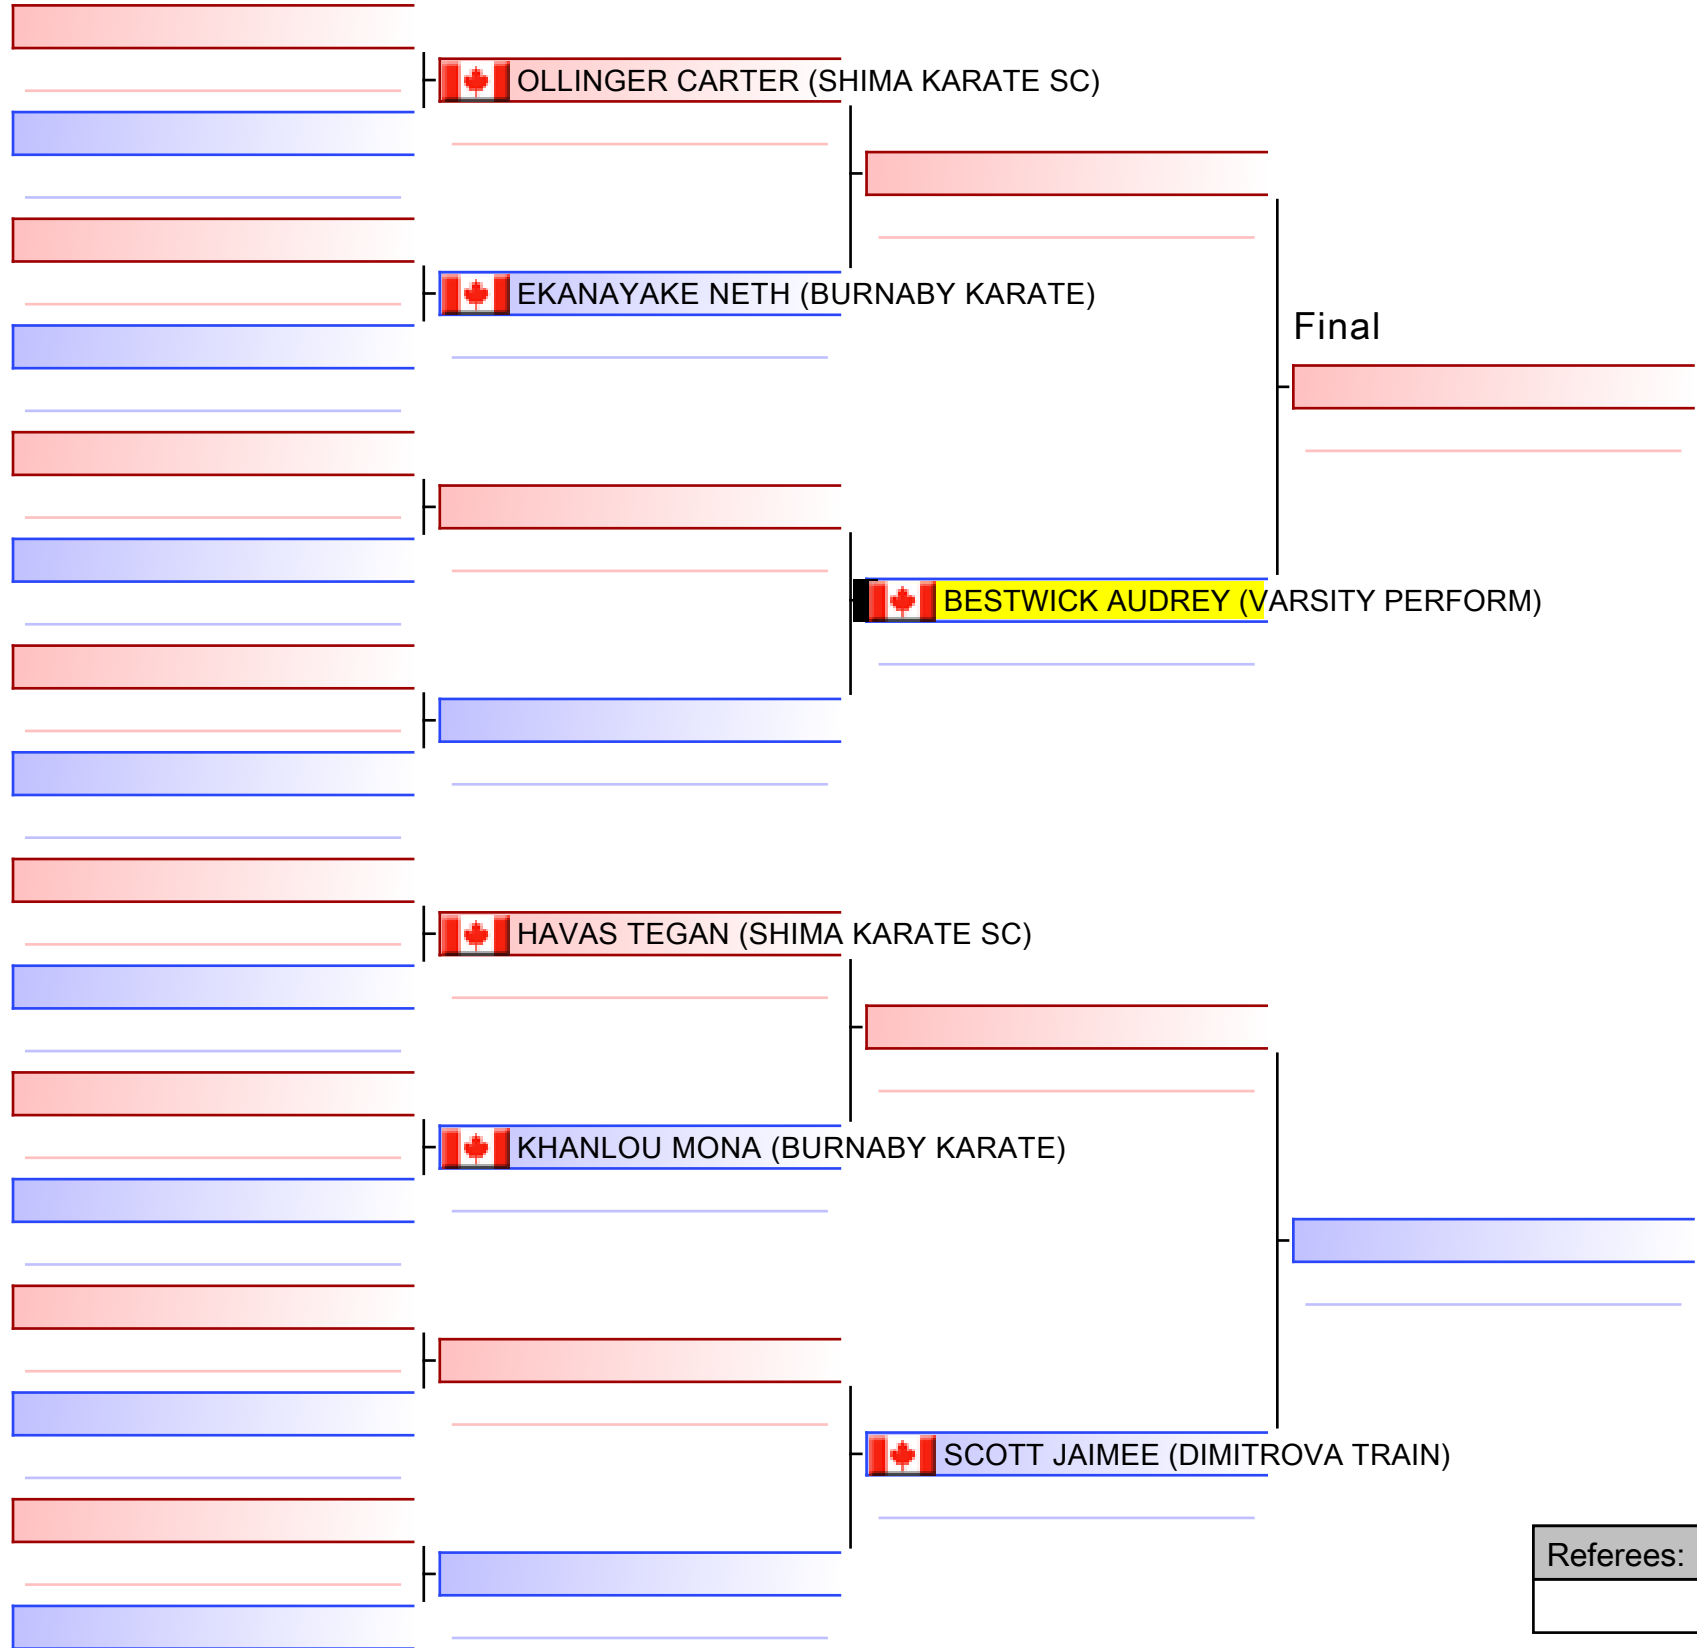 OLLINGER CARTER (SHIMA KARATE SC)
EKANAYAKE NETH (BURNABY KARATE)
Final
BESTWICK AUDREY (VARSITY PERFORM)
HAVAS TEGAN (SHIMA KARATE SC)
KHANLOU MONA (BURNABY KARATE)
SCOTT JAIMEE (DIMITROVA TRAIN)
Referees: